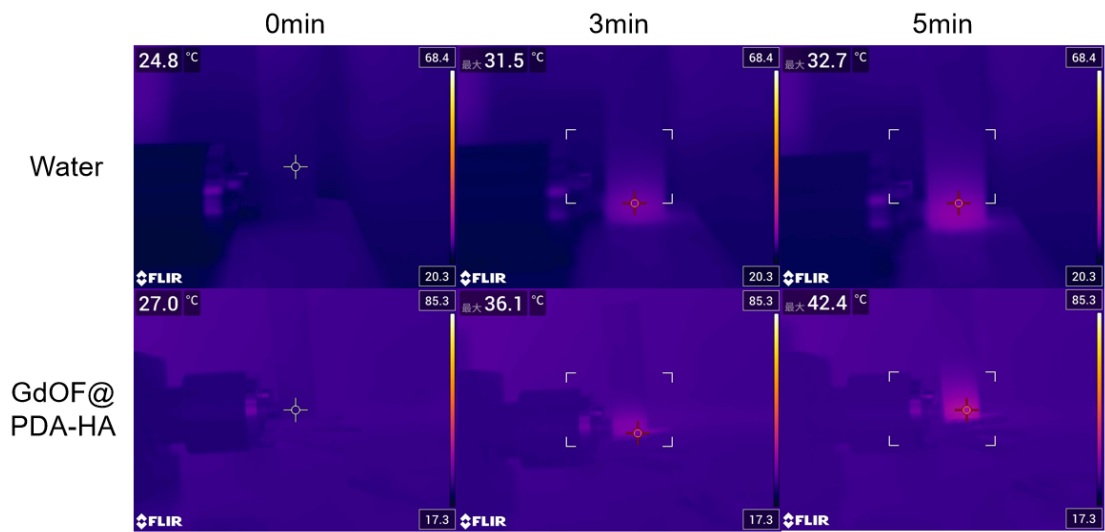 0min 3min 5min
Water
24.8 °C 68.4 最大 31.5 °C 68.4 最大 32.7 °C 68.4
FLIR 20.3 FLIR 20.3 FLIR 20.3
GdOF@
PDA-HA
27.0 °C 85.3 最大 36.1 °C 85.3 最大 42.4 °C 85.3
FLIR 17.3 FLIR 17.3 FLIR 17.3